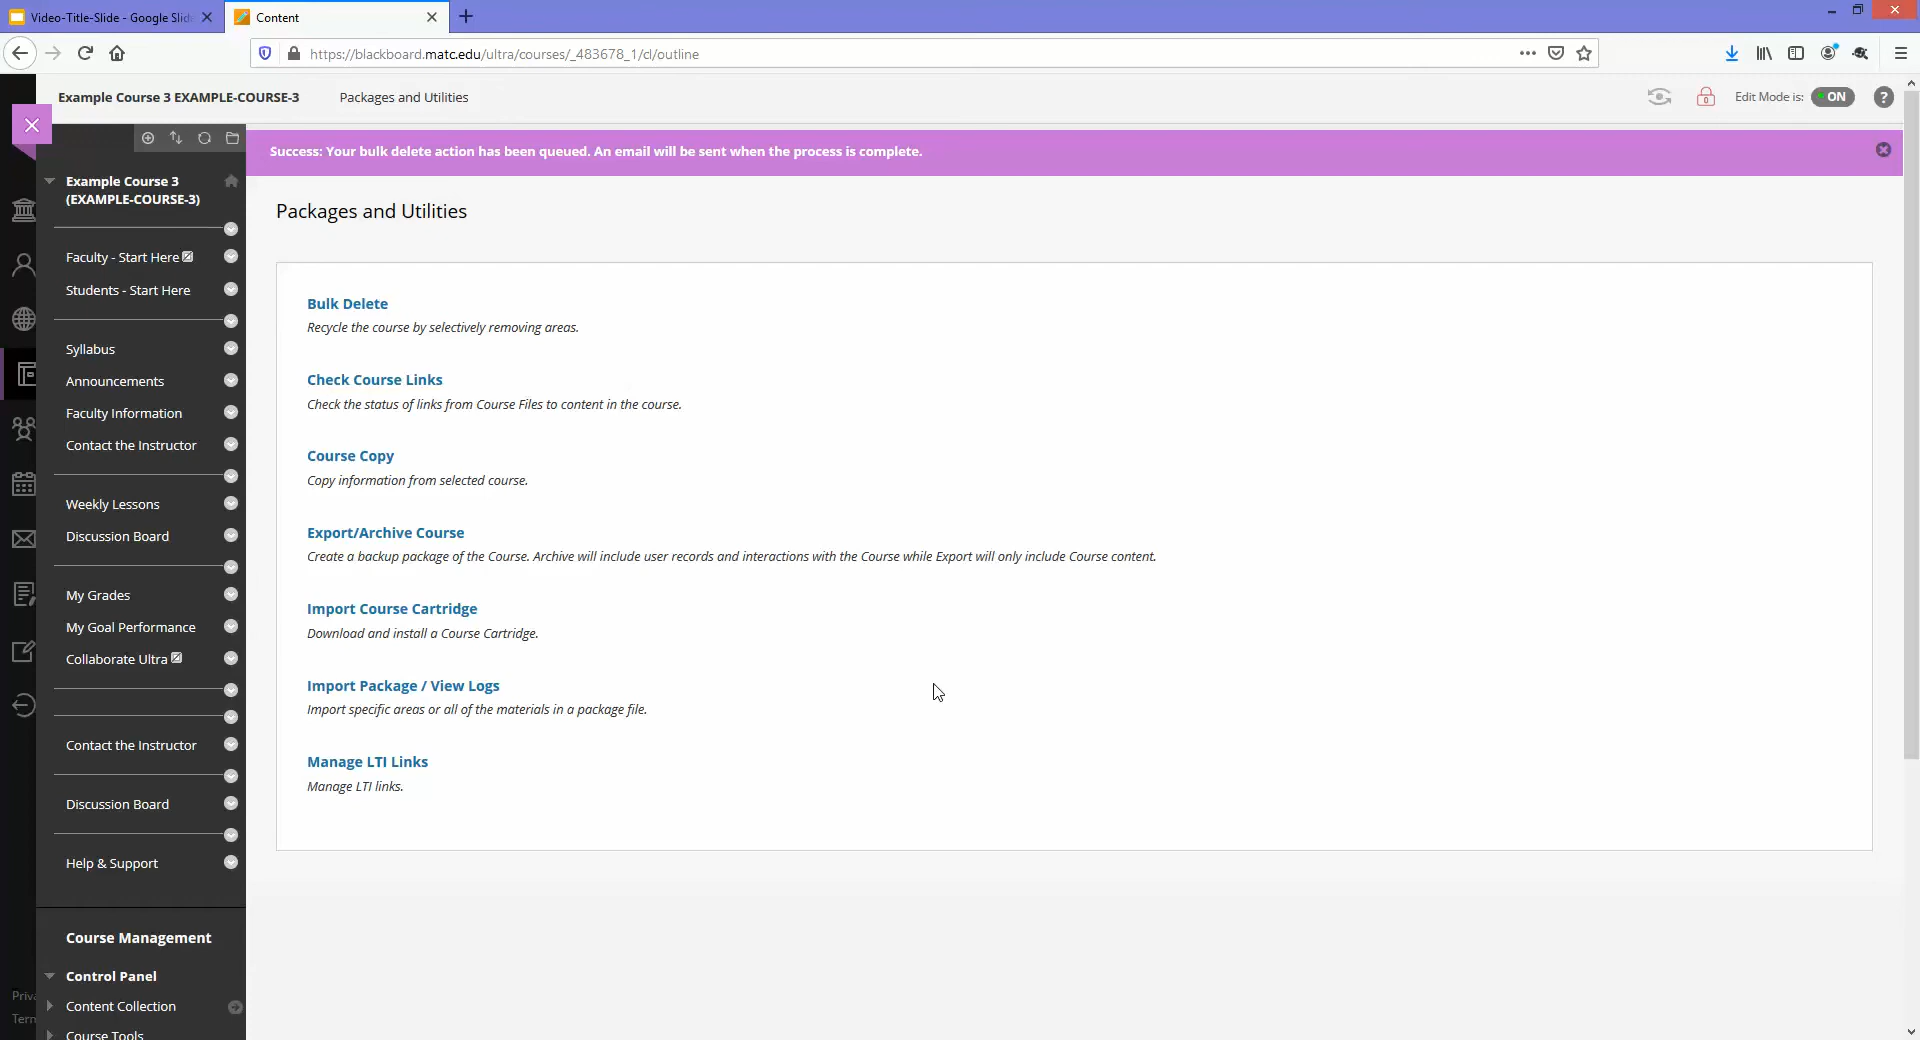 Video-Title-Slide - Google Slid
Content
https://blackboard.matc.edu/ultra/courses/_483678_1/cl/outline
Example Course 3 EXAMPLE-COURSE-3
Packages and Utilities
Edit Mode is:
ON
?
Success: Your bulk delete action has been queued. An email will be sent when the process is complete.
Example Course 3
(EXAMPLE-COURSE-3)
Faculty - Start Here
Students - Start Here
Syllabus
Announcements
Faculty Information
Contact the Instructor
Weekly Lessons
Discussion Board
My Grades
My Goal Performance
Collaborate Ultra
Contact the Instructor
Discussion Board
Help & Support
Course Management
Control Panel
Content Collection
Course Tools
Priva
Term
Packages and Utilities
Bulk Delete
Recycle the course by selectively removing areas.
Check Course Links
Check the status of links from Course Files to content in the course.
Course Copy
Copy information from selected course.
Export/Archive Course
Create a backup package of the Course. Archive will include user records and interactions with the Course while Export will only include Course content.
Import Course Cartridge
Download and install a Course Cartridge.
Import Package / View Logs
Import specific areas or all of the materials in a package file.
Manage LTI Links
Manage LTI links.